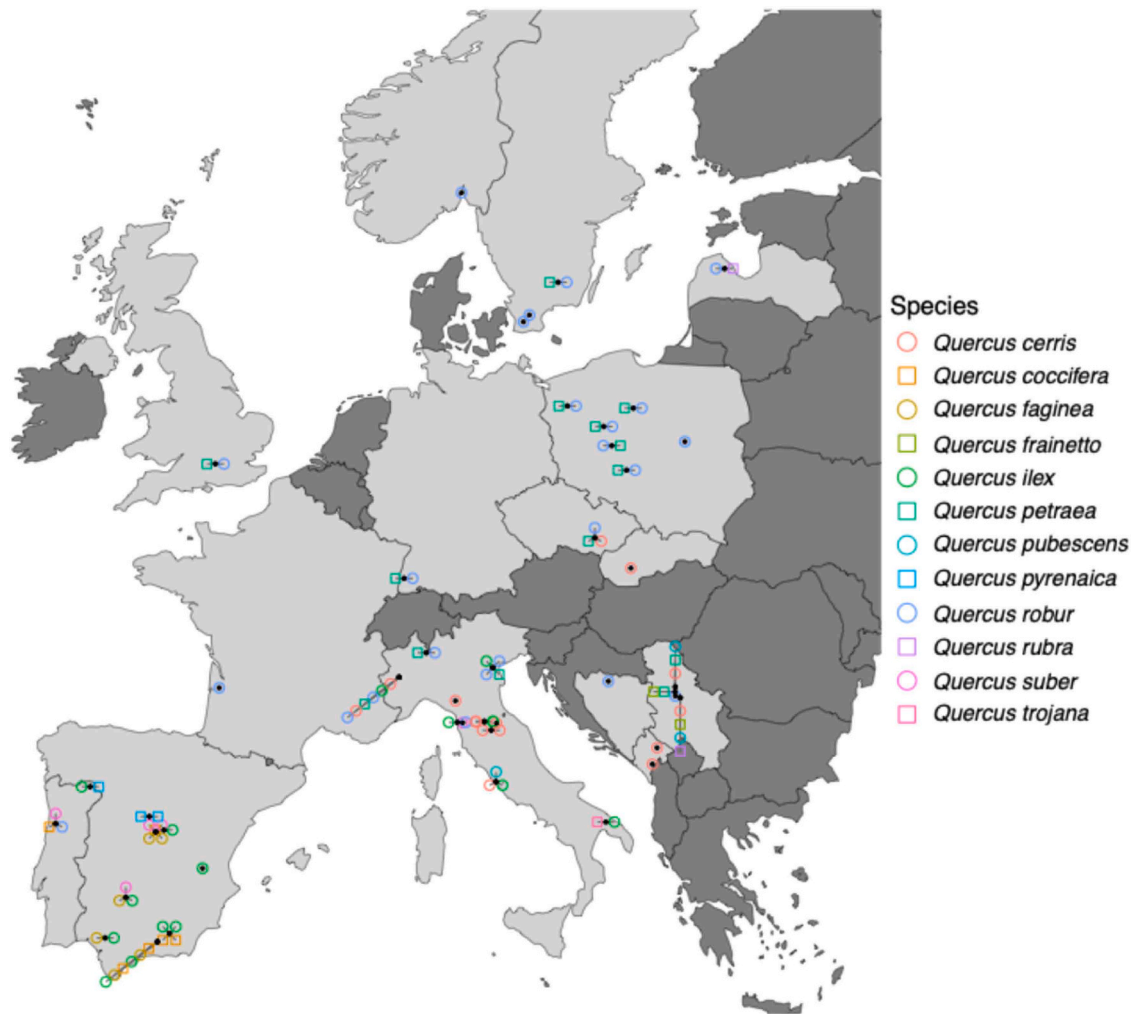 Species
Quercus cerris
Quercus coccifera
Quercus faginea
Quercus frainetto
Quercus ilex
Quercus petraea
Quercus pubescens
Quercus pyrenaica
Quercus robur
Quercus rubra
Quercus suber
Quercus trojana